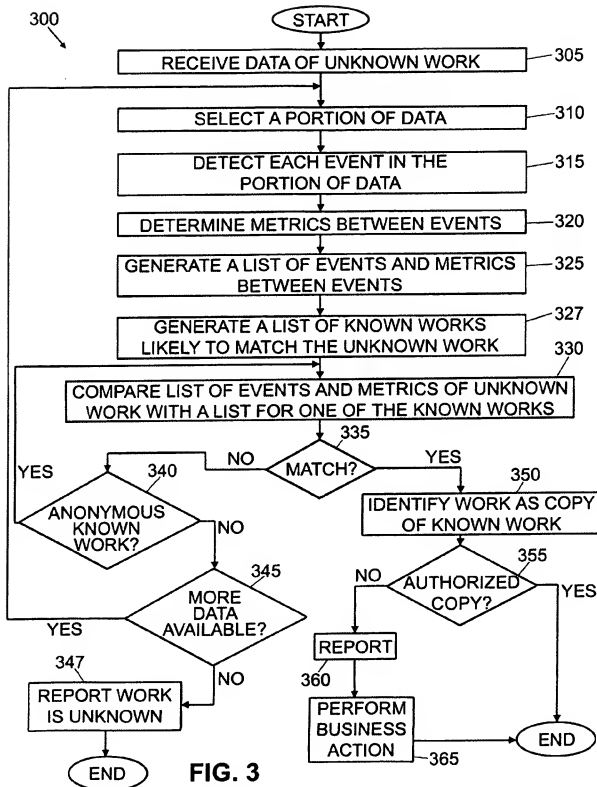 300
START
RECEIVE DATA OF UNKNOWN WORK
305
SELECT A PORTION OF DATA
310
DETECT EACH EVENT IN THE
PORTION OF DATA
315
DETERMINE METRICS BETWEEN EVENTS
320
GENERATE A LIST OF EVENTS AND METRICS
BETWEEN EVENTS
325
GENERATE A LIST OF KNOWN WORKS
LIKELY TO MATCH THE UNKNOWN WORK
327
330
COMPARE LIST OF EVENTS AND METRICS OF UNKNOWN
WORK WITH A LIST FOR ONE OF THE KNOWN WORKS
335
MATCH?
NO
YES
340
ANONYMOUS
KNOWN
WORK?
YES
NO
345
MORE
DATA
AVAILABLE?
YES
NO
347
REPORT WORK
IS UNKNOWN
END
350
IDENTIFY WORK AS COPY
OF KNOWN WORK
355
AUTHORIZED
COPY?
NO
YES
REPORT
360
PERFORM
BUSINESS
ACTION
365
END
FIG. 3